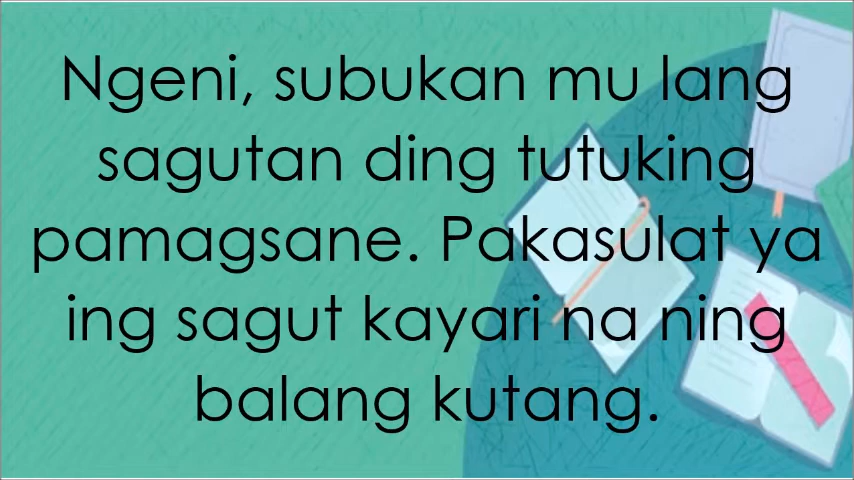 Ngeni, subukan mu lang
sagutan ding tutuking
pamagsane. Pakasulat ya
ing sagut kayari na ning
balang kutang.